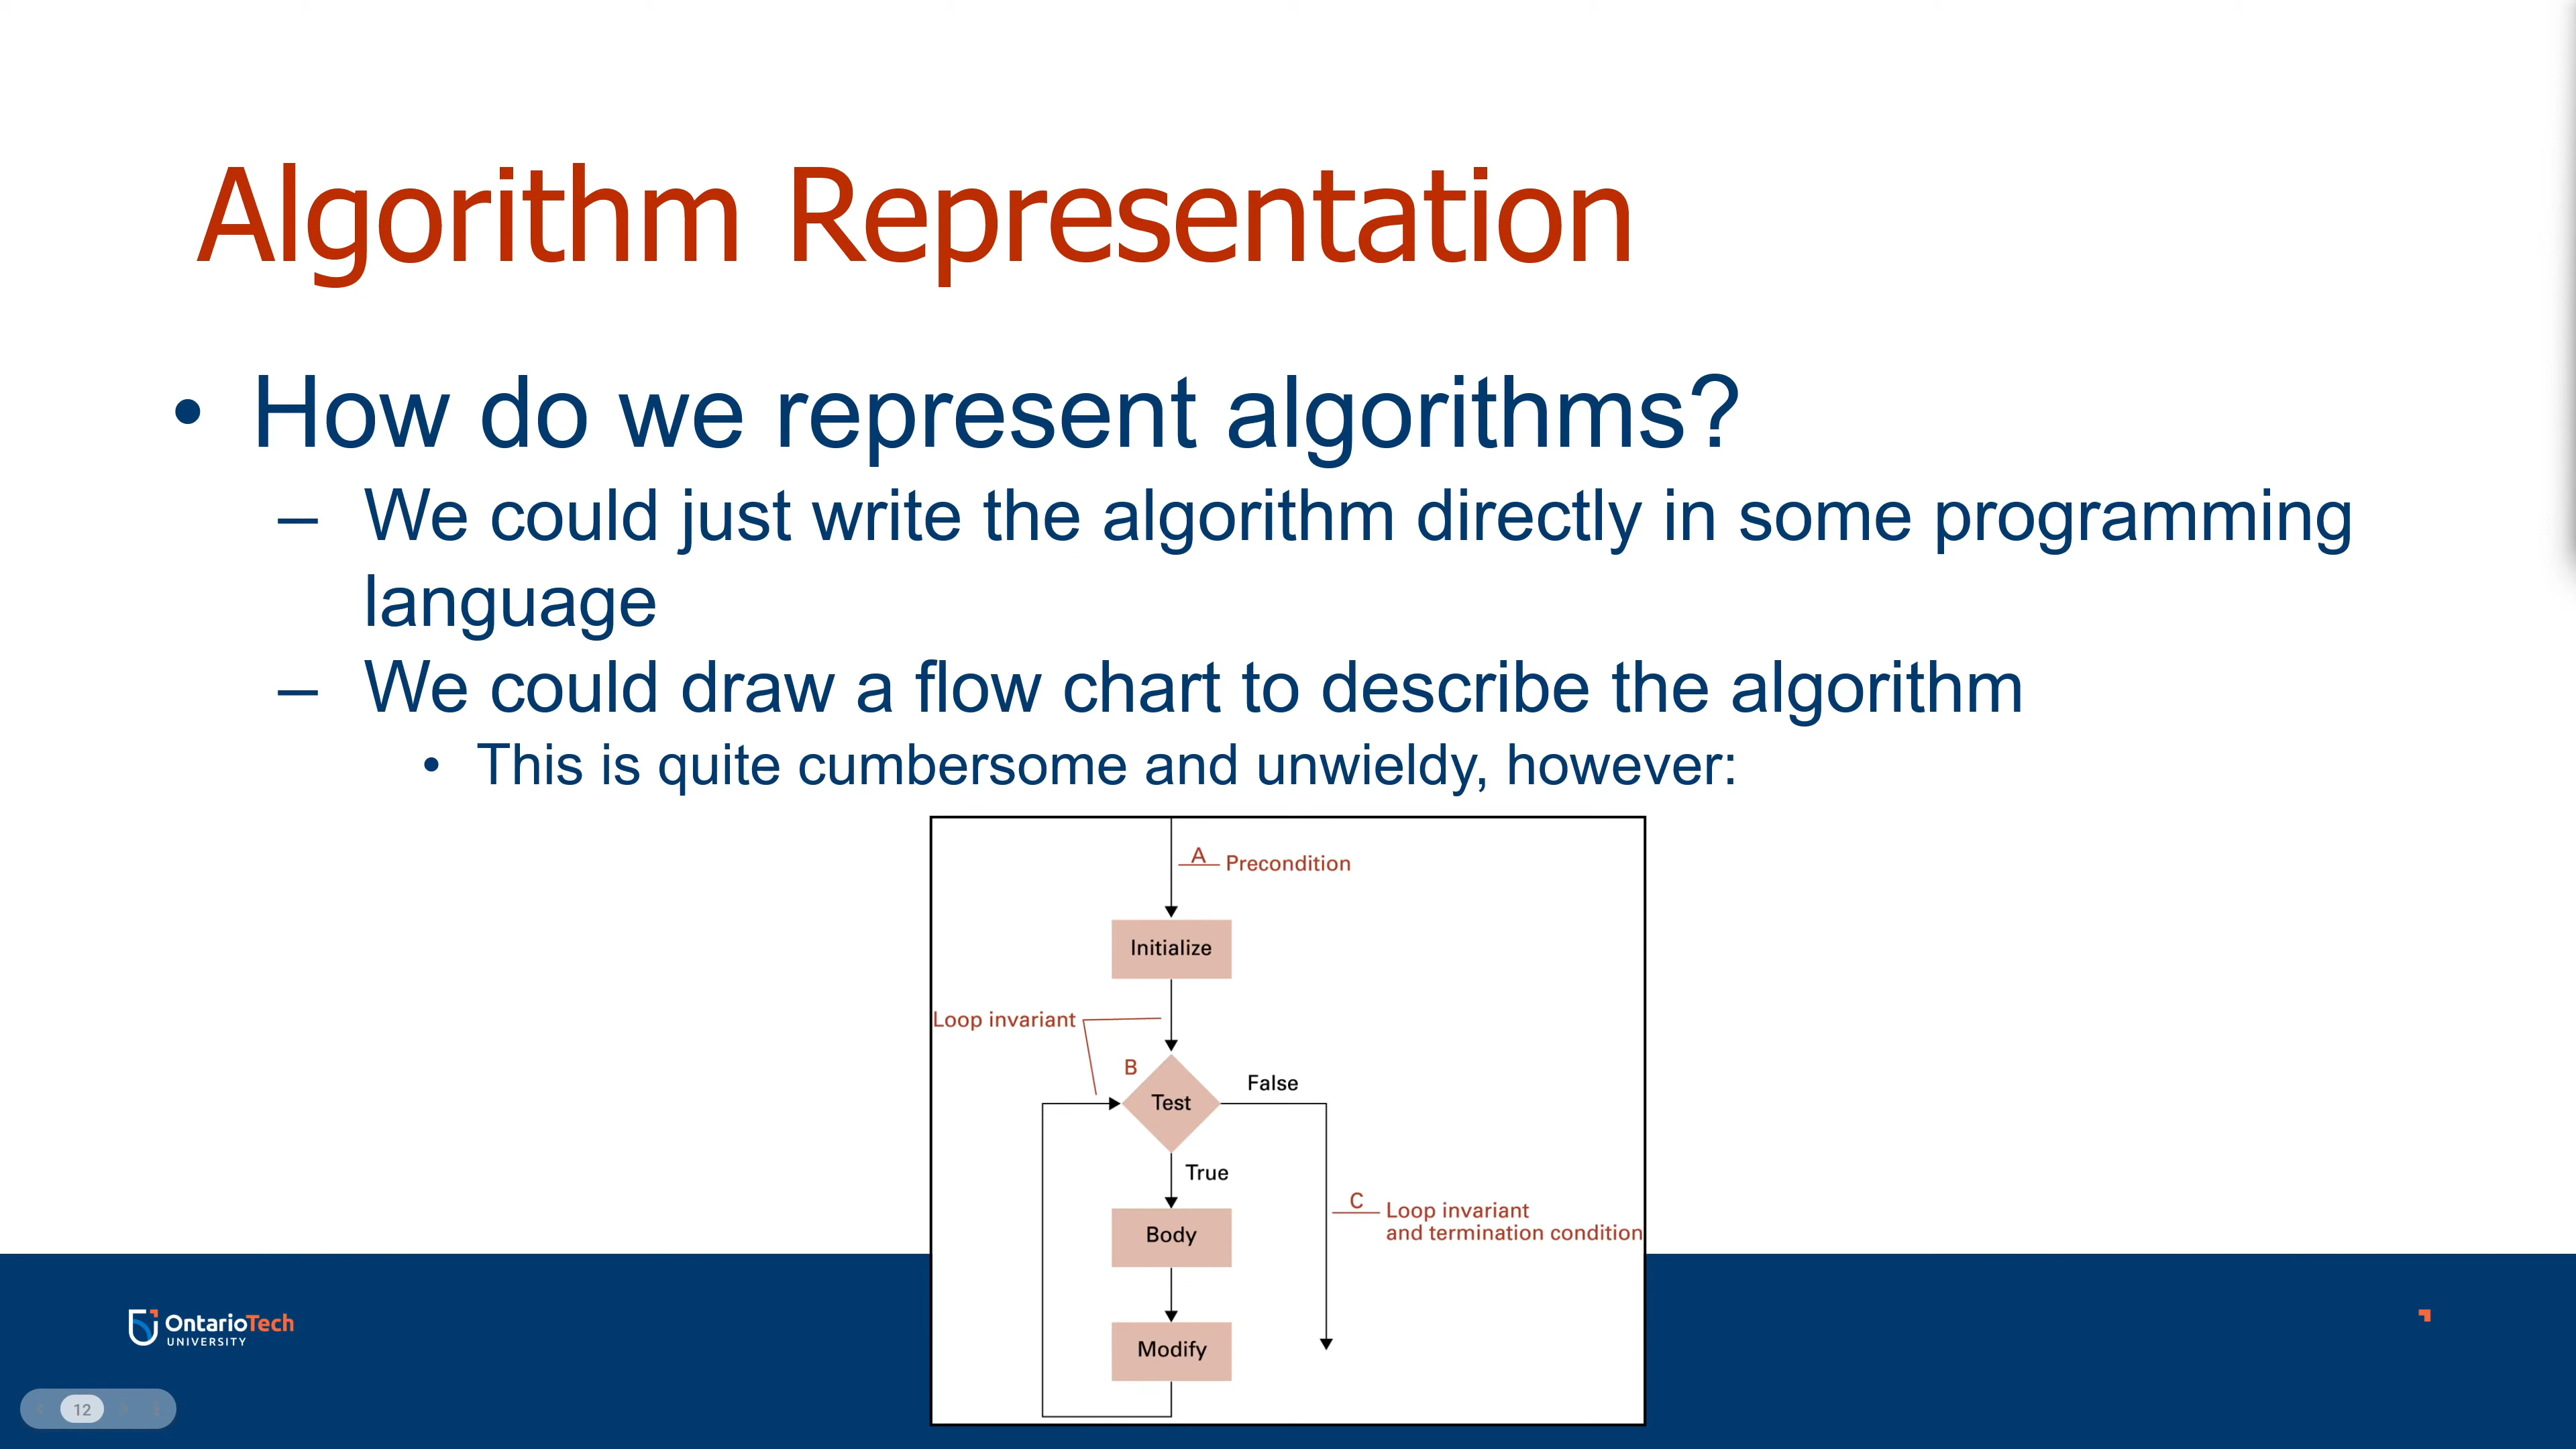 Algorithm Representation
• How do we represent algorithms?
– We could just write the algorithm directly in some programming
language
– We could draw a flow chart to describe the algorithm
• This is quite cumbersome and unwieldy, however:
A Precondition
Initialize
Loop invariant
B
Test
False
True
C Loop invariant
and termination condition
Body
Modify
OntarioTech
UNIVERSITY
12